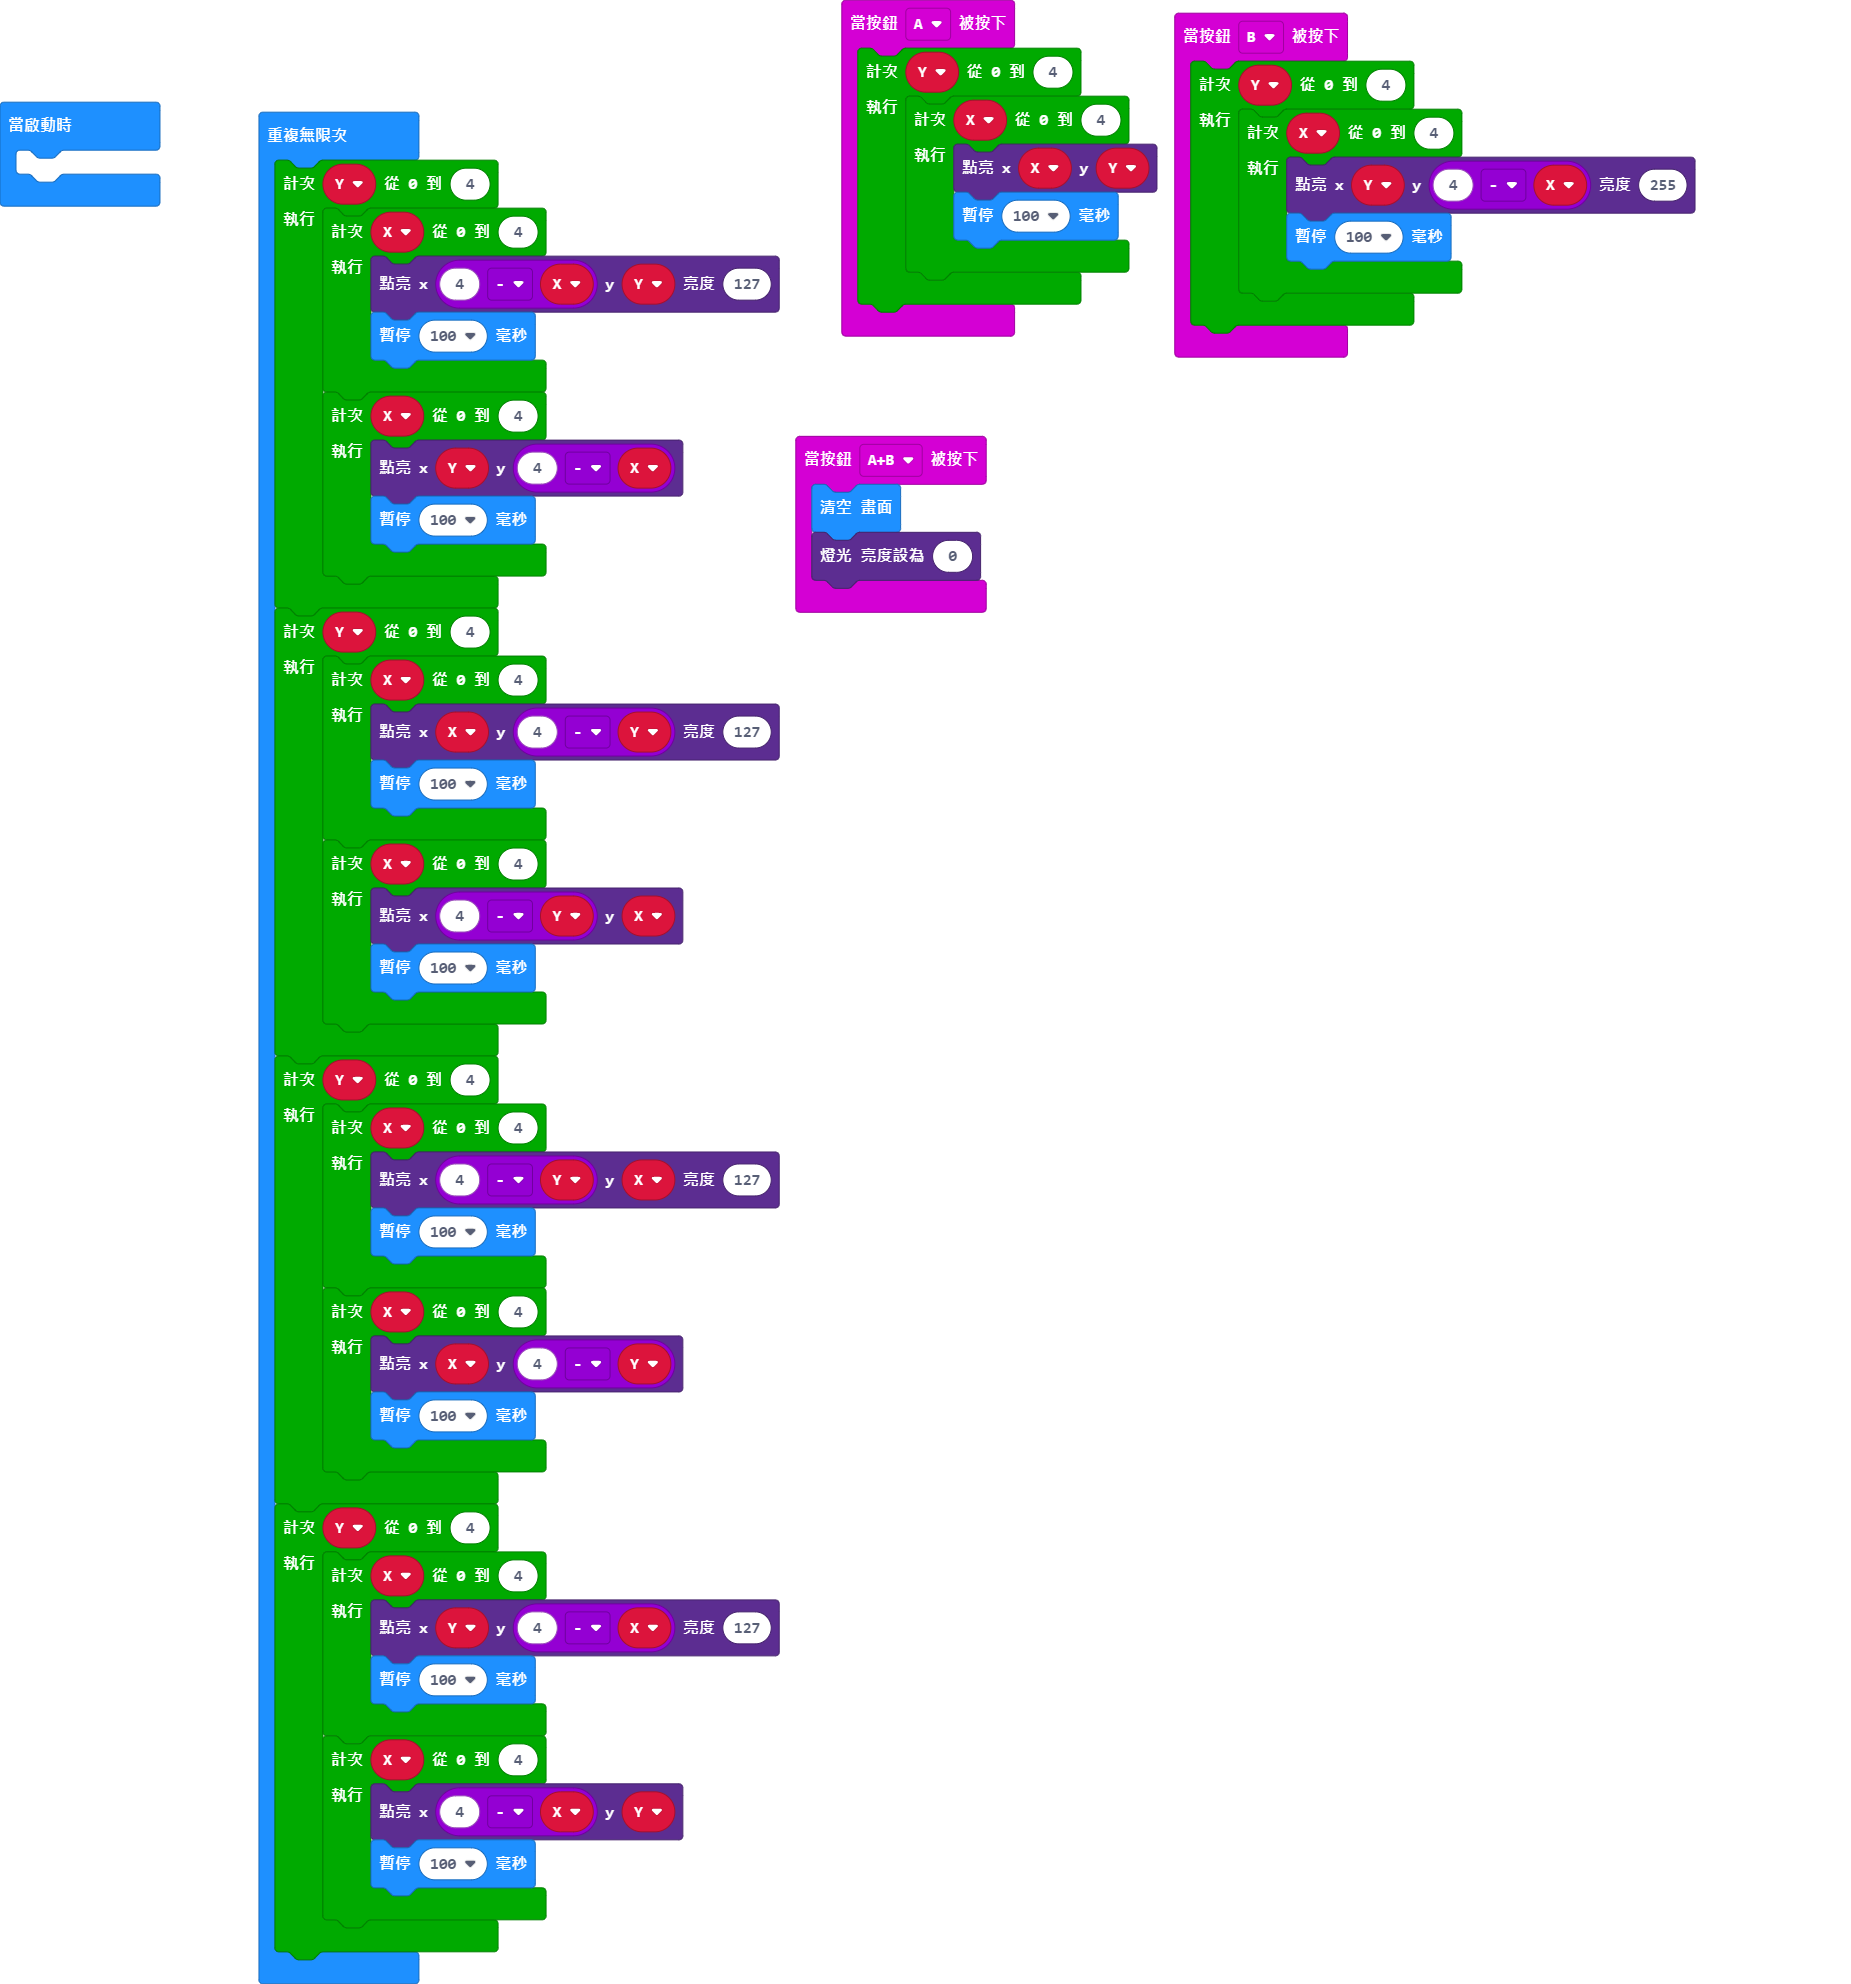 當啟動時
重複無限次
計次 Y 從 0 到 4
執行
計次 X 從 0 到 4
執行
點亮 x 4 - X y Y 亮度 127
暫停 100 毫秒
計次 X 從 0 到 4
執行
點亮 x Y y 4 - X
暫停 100 毫秒
計次 Y 從 0 到 4
執行
計次 X 從 0 到 4
執行
點亮 x X y 4 - Y 亮度 127
暫停 100 毫秒
計次 X 從 0 到 4
執行
點亮 x 4 - Y y X
暫停 100 毫秒
計次 Y 從 0 到 4
執行
計次 X 從 0 到 4
執行
點亮 x 4 - Y y X 亮度 127
暫停 100 毫秒
計次 X 從 0 到 4
執行
點亮 x X y 4 - Y
暫停 100 毫秒
計次 Y 從 0 到 4
執行
計次 X 從 0 到 4
執行
點亮 x Y y 4 - X 亮度 127
暫停 100 毫秒
計次 X 從 0 到 4
執行
點亮 x 4 - X y Y
暫停 100 毫秒
當按鈕 A 被按下
計次 Y 從 0 到 4
執行
計次 X 從 0 到 4
執行
點亮 x X y Y
暫停 100 毫秒
當按鈕 B 被按下
計次 Y 從 0 到 4
執行
計次 X 從 0 到 4
執行
點亮 x Y y 4 - X 亮度 255
暫停 100 毫秒
當按鈕 A+B 被按下
清空 畫面
燈光 亮度設為 0